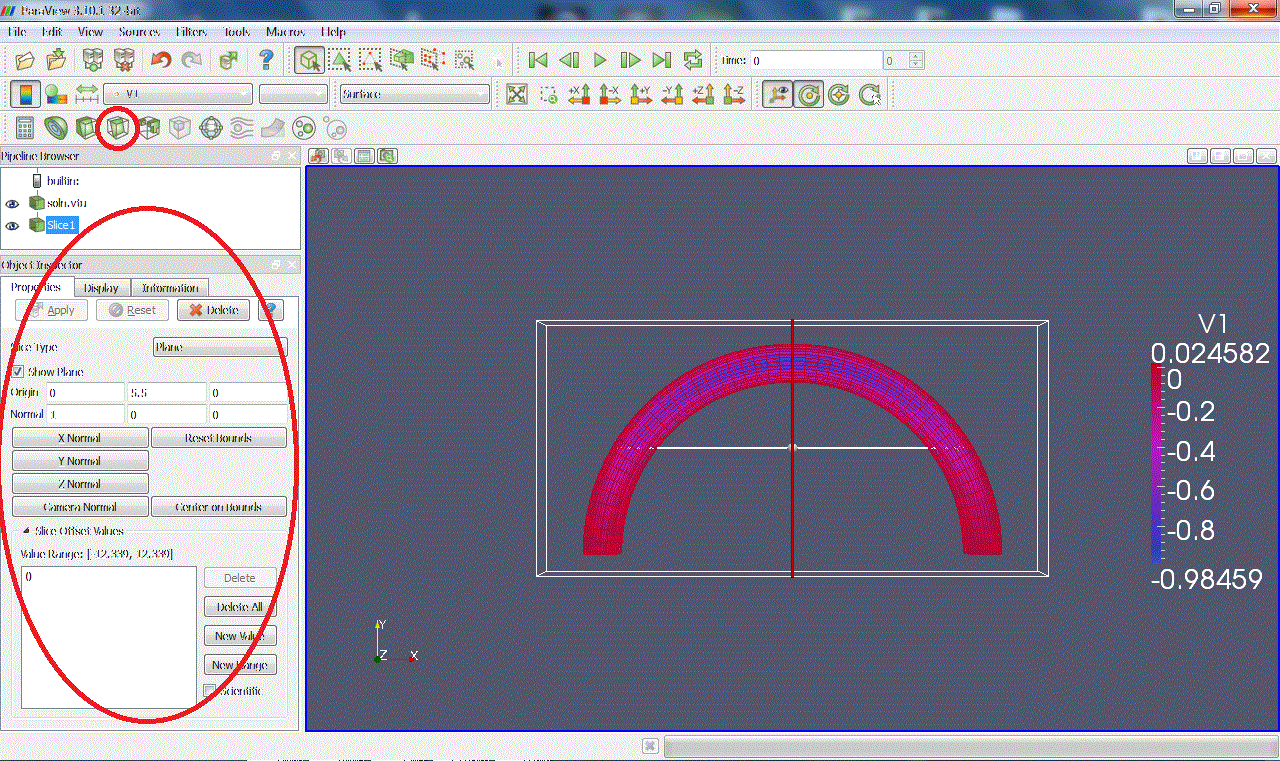 ParaView 3.10.1 32-bit
File Edit View Sources Filters Tools Macros Help
Time: 0 0
V1 Surface +X -X +Y -Y +Z -Z
Pipeline Browser
builtin:
soln.vtu
Slice1
Object Inspector
Properties Display Information
Apply Reset Delete ?
Slice Type Plane
Show Plane
Origin 0 5.5 0
Normal 1 0 0
X Normal Reset Bounds
Y Normal
Z Normal
Camera Normal Center on Bounds
Slice Offset Values
Value Range: [-12.339, 12.339]
0
Delete
Delete All
New Value
New Range
Scientific
V1
0.024582
0
-0.2
-0.4
-0.6
-0.8
-0.98459
Y
Z X